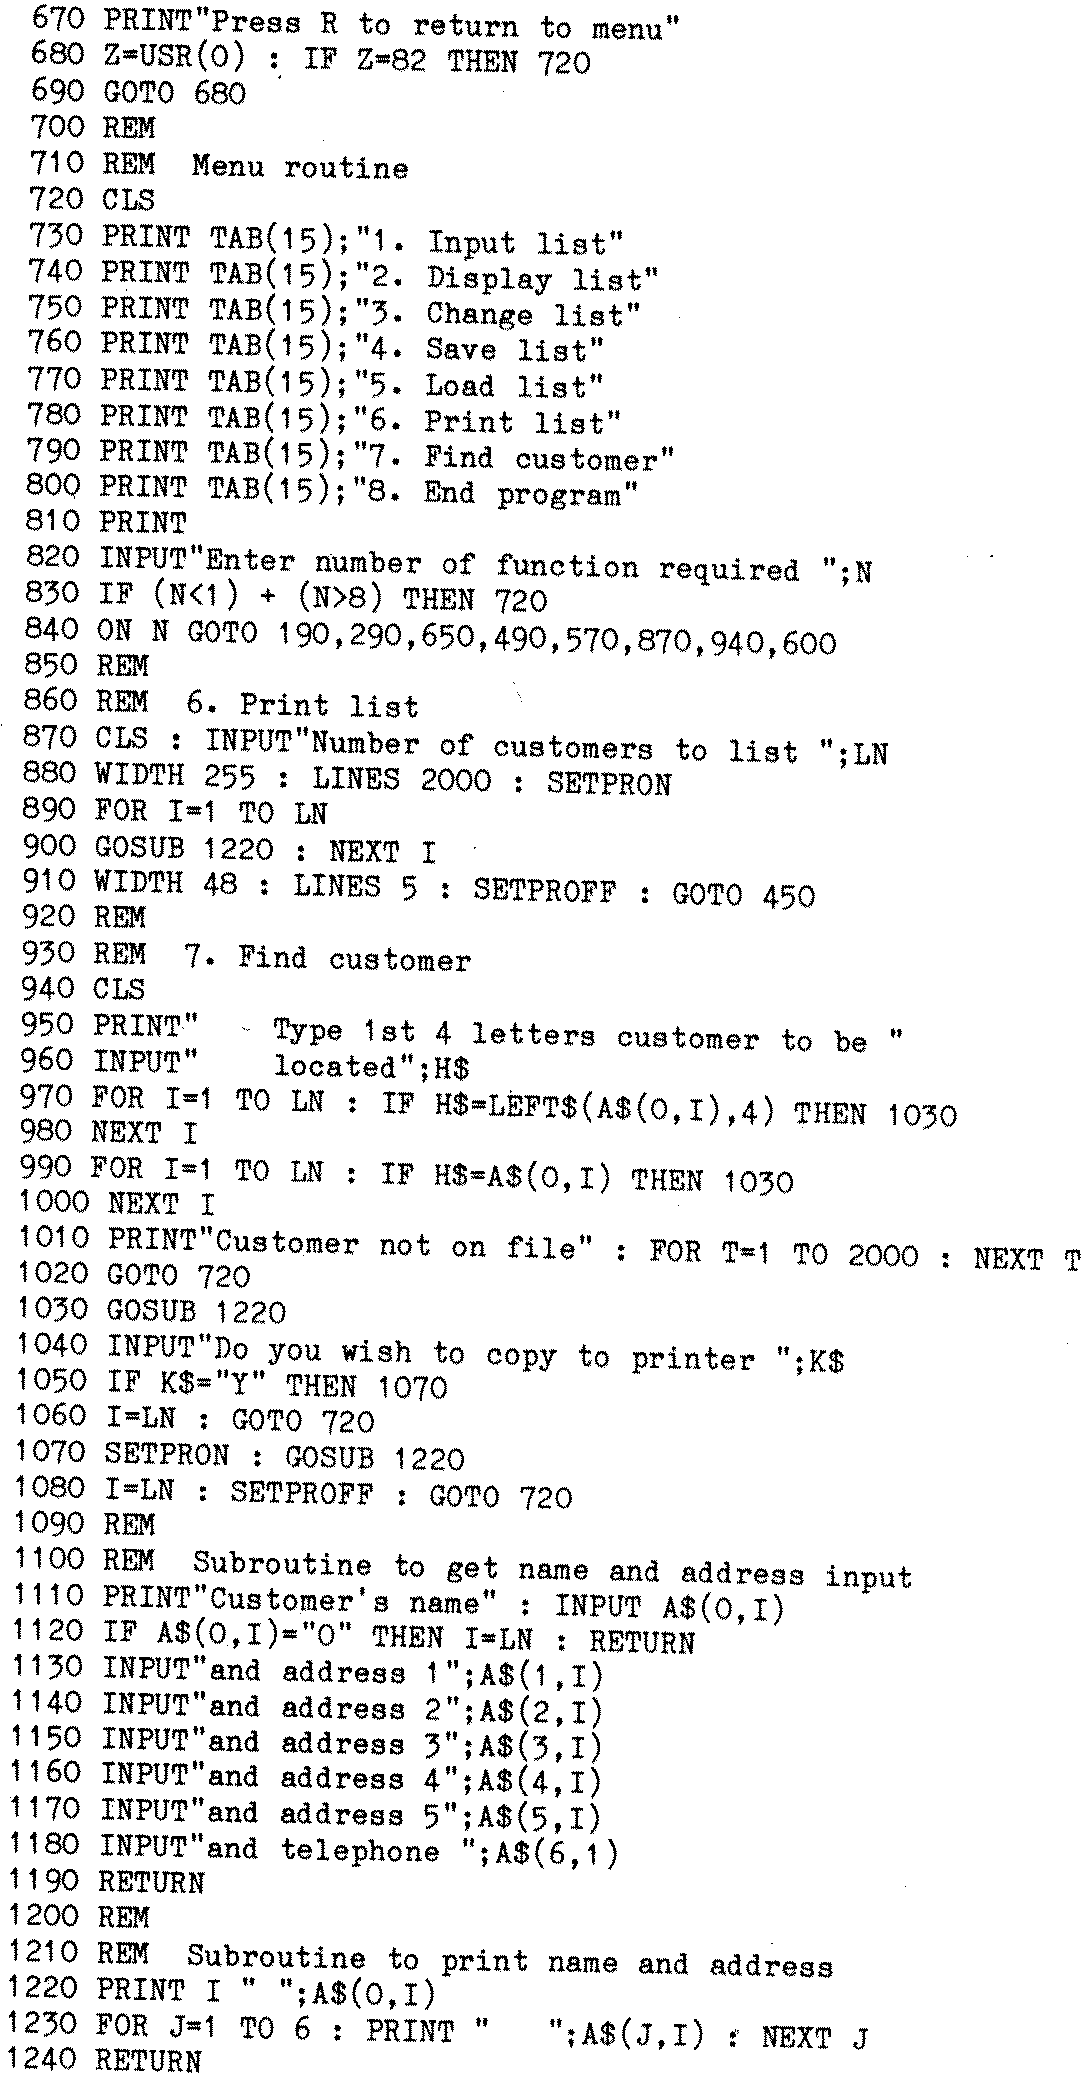 670 PRINT"Press R to return to menu"
680 Z=USR(0) : IF Z=82 THEN 720
690 GOTO 680
700 REM
710 REM  Menu routine
720 CLS
730 PRINT TAB(15);"1. Input list"
740 PRINT TAB(15);"2. Display list"
750 PRINT TAB(15);"3. Change list"
760 PRINT TAB(15);"4. Save list"
770 PRINT TAB(15);"5. Load list"
780 PRINT TAB(15);"6. Print list"
790 PRINT TAB(15);"7. Find customer"
800 PRINT TAB(15);"8. End program"
810 PRINT
820 INPUT"Enter number of function required ";N
830 IF (N<1) + (N>8) THEN 720
840 ON N GOTO 190,290,650,490,570,870,940,600
850 REM
860 REM  6. Print list
870 CLS : INPUT"Number of customers to list ";LN
880 WIDTH 255 : LINES 2000 : SETPRON
890 FOR I=1 TO LN
900 GOSUB 1220 : NEXT I
910 WIDTH 48 : LINES 5 : SETPROFF : GOTO 450
920 REM
930 REM  7. Find customer
940 CLS
950 PRINT"    Type 1st 4 letters customer to be "
960 INPUT"    located";H$
970 FOR I=1 TO LN : IF H$=LEFT$(A$(0,I),4) THEN 1030
980 NEXT I
990 FOR I=1 TO LN : IF H$=A$(0,I) THEN 1030
1000 NEXT I
1010 PRINT"Customer not on file" : FOR T=1 TO 2000 : NEXT T
1020 GOTO 720
1030 GOSUB 1220
1040 INPUT"Do you wish to copy to printer ";K$
1050 IF K$="Y" THEN 1070
1060 I=LN : GOTO 720
1070 SETPRON : GOSUB 1220
1080 I=LN : SETPROFF : GOTO 720
1090 REM
1100 REM  Subroutine to get name and address input
1110 PRINT"Customer's name" : INPUT A$(0,I)
1120 IF A$(0,I)="0" THEN I=LN : RETURN
1130 INPUT"and address 1";A$(1,I)
1140 INPUT"and address 2";A$(2,I)
1150 INPUT"and address 3";A$(3,I)
1160 INPUT"and address 4";A$(4,I)
1170 INPUT"and address 5";A$(5,I)
1180 INPUT"and telephone ";A$(6,1)
1190 RETURN
1200 REM
1210 REM  Subroutine to print name and address
1220 PRINT I " ";A$(0,I)
1230 FOR J=1 TO 6 : PRINT "   ";A$(J,I) : NEXT J
1240 RETURN